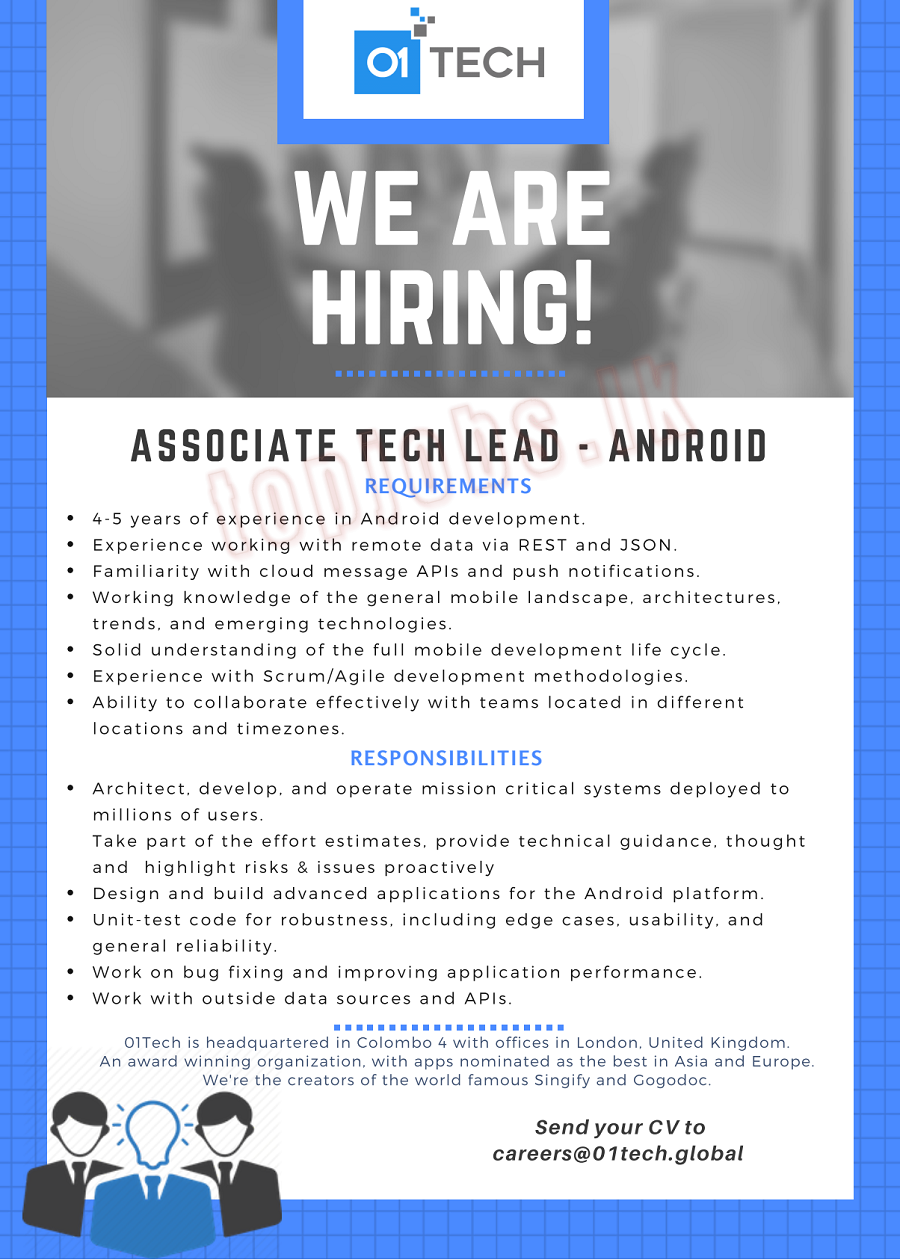 01 TECH
WE ARE
HIRING!
topjobs.lk
ASSOCIATE TECH LEAD - ANDROID
REQUIREMENTS
• 4-5 years of experience in Android development.
• Experience working with remote data via REST and JSON.
• Familiarity with cloud message APIs and push notifications.
• Working knowledge of the general mobile landscape, architectures,
trends, and emerging technologies.
• Solid understanding of the full mobile development life cycle.
• Experience with Scrum/Agile development methodologies.
• Ability to collaborate effectively with teams located in different
locations and timezones.
RESPONSIBILITIES
• Architect, develop, and operate mission critical systems deployed to
millions of users.
Take part of the effort estimates, provide technical guidance, thought
and  highlight risks & issues proactively
• Design and build advanced applications for the Android platform.
• Unit-test code for robustness, including edge cases, usability, and
general reliability.
• Work on bug fixing and improving application performance.
• Work with outside data sources and APIs.
01Tech is headquartered in Colombo 4 with offices in London, United Kingdom.
An award winning organization, with apps nominated as the best in Asia and Europe.
We're the creators of the world famous Singify and Gogodoc.
Send your CV to
careers@01tech.global